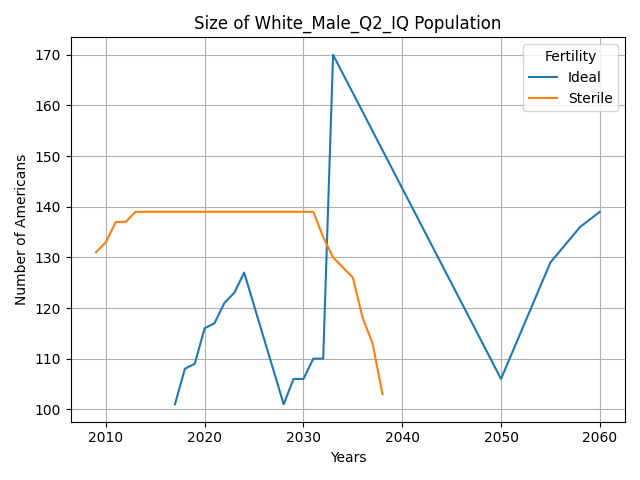 Size of White_Male_Q2_IQ Population
Fertility
Ideal
Sterile
Number of Americans
170
160
150
140
130
120
110
100
2010 2020 2030 2040 2050 2060
Years